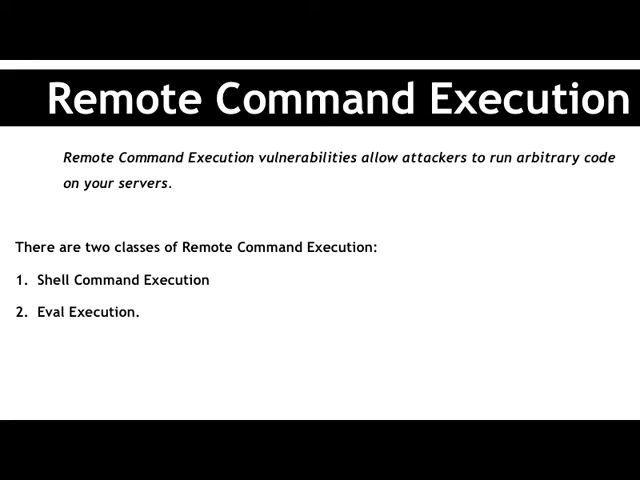 Remote Command Execution
Remote Command Execution vulnerabilities allow attackers to run arbitrary code
on your servers.
There are two classes of Remote Command Execution:
1. Shell Command Execution
2. Eval Execution.